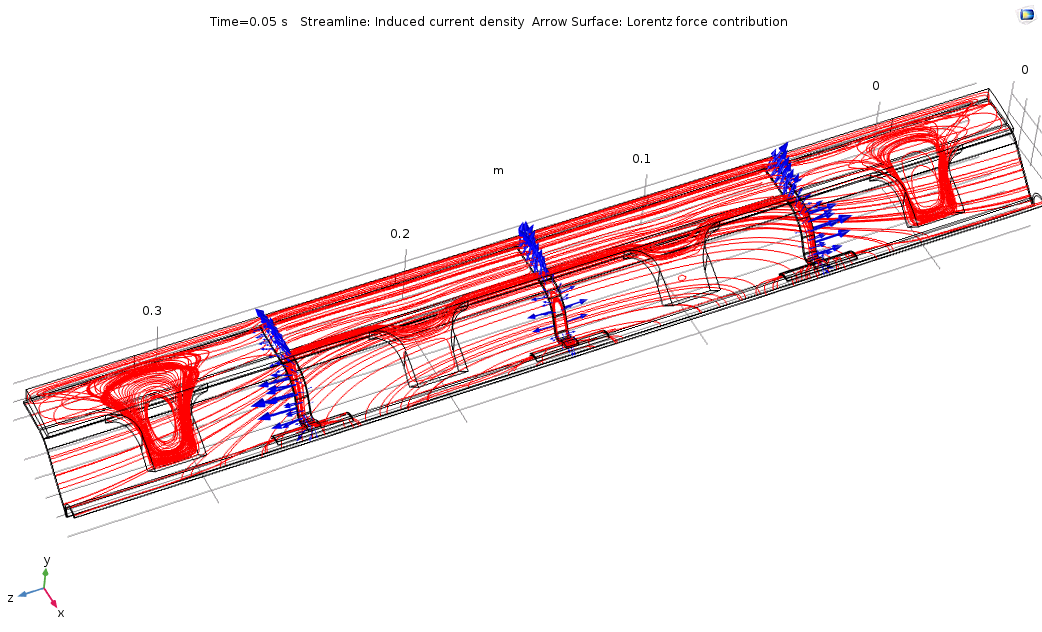 Time=0.05 s Streamline: Induced current density Arrow Surface: Lorentz force contribution
0
0
0.1
m
0.2
0.3
y
z
x